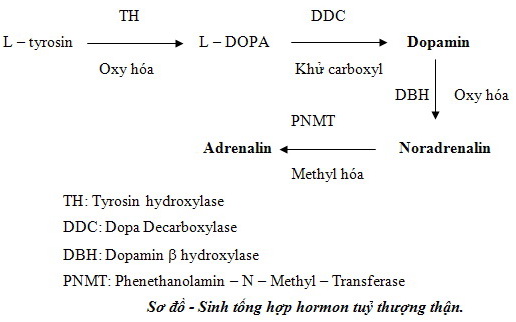 TH DDC
L – tyrosin L – DOPA Dopamin
Oxy hóa Khử carboxyl
DBH Oxy hóa
PNMT
Adrenalin Noradrenalin
Methyl hóa
TH: Tyrosin hydroxylase
DDC: Dopa Decarboxylase
DBH: Dopamin β hydroxylase
PNMT: Phenethanolamin – N – Methyl – Transferase
Sơ đồ - Sinh tổng hợp hormon tuỷ thượng thận.